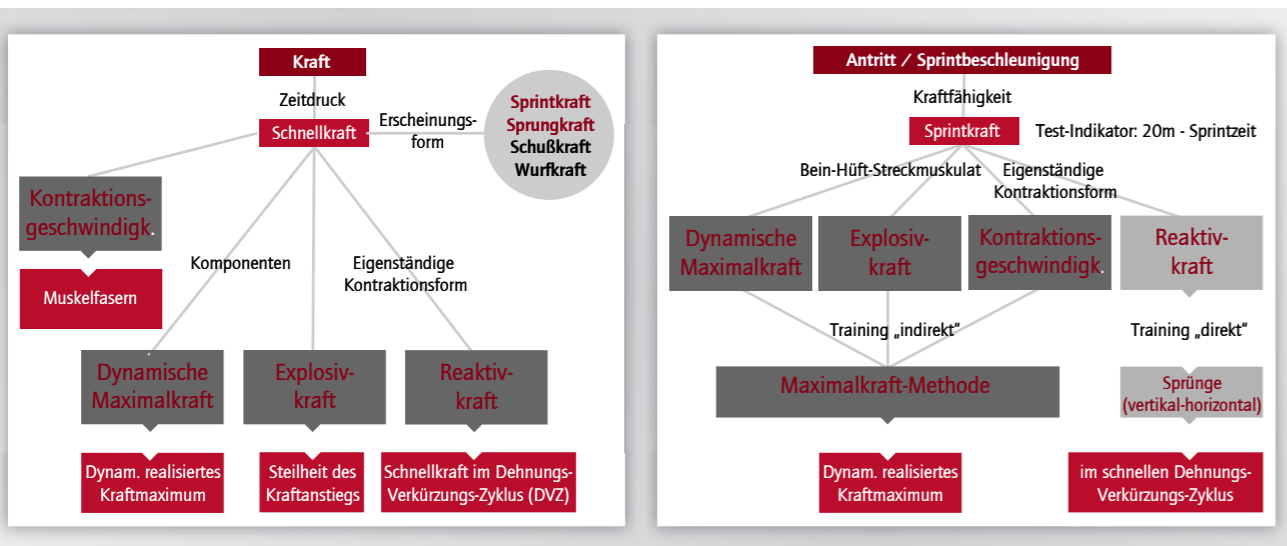 Kraft
Zeitdruck
Schnellkraft
Erscheinungs-
form
Sprintkraft
Sprungkraft
Schußkraft
Wurfkraft
Kontraktions-
geschwindigk.
Muskelfasern
Komponenten
Eigenständige
Kontraktionsform
Dynamische
Maximalkraft
Explosiv-
kraft
Reaktiv-
kraft
Dynam. realisiertes
Kraftmaximum
Steilheit des
Kraftanstiegs
Schnellkraft im Dehnungs-
Verkürzungs-Zyklus (DVZ)
Antritt / Sprintbeschleunigung
Kraftfähigkeit
Sprintkraft
Test-Indikator: 20m - Sprintzeit
Bein-Hüft-Streckmuskulat
Eigenständige
Kontraktionsform
Dynamische
Maximalkraft
Explosiv-
kraft
Kontraktions-
geschwindigk.
Reaktiv-
kraft
Training „indirekt“
Training „direkt“
Maximalkraft-Methode
Sprünge
(vertikal-horizontal)
Dynam. realisiertes
Kraftmaximum
im schnellen Dehnungs-
Verkürzungs-Zyklus